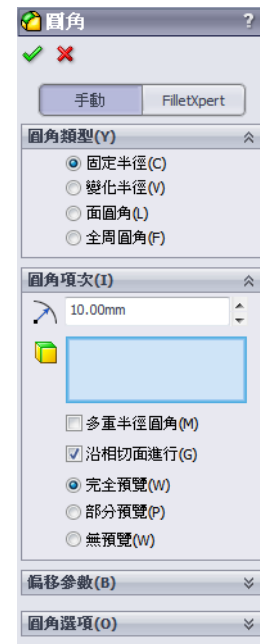 圓角 ?
手動 FilletXpert
圓角類型(Y)
固定半徑(C)
變化半徑(V)
面圓角(L)
全周圓角(F)
圓角項次(I)
10.00mm
多重半徑圓角(M)
沿相切面進行(G)
完全預覽(W)
部分預覽(P)
無預覽(W)
偏移參數(B)
圓角選項(O)